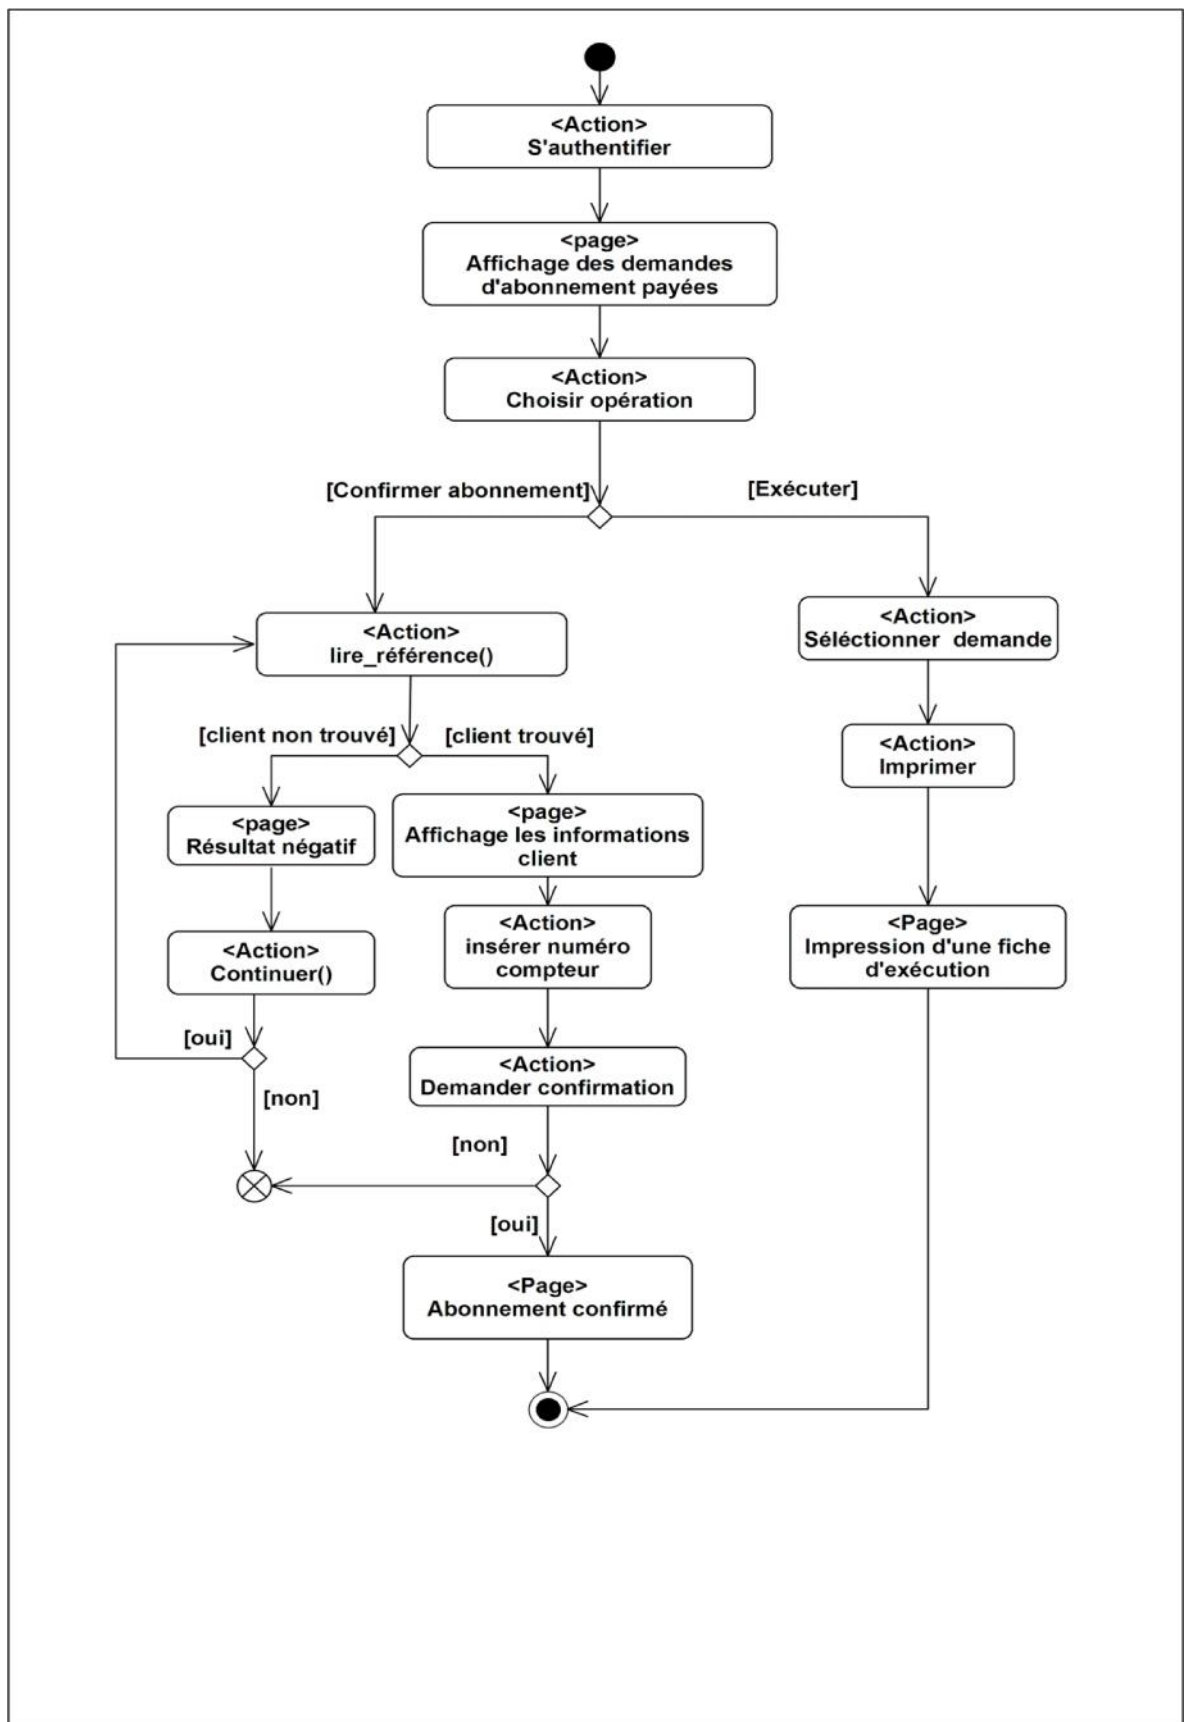 <Action>
S'authentifier
<page>
Affichage des demandes
d'abonnement payées
<Action>
Choisir opération
[Confirmer abonnement]
[Exécuter]
<Action>
lire_référence()
<Action>
Séléctionner demande
[client non trouvé]
[client trouvé]
<Action>
Imprimer
<page>
Résultat négatif
<page>
Affichage les informations
client
<Action>
Continuer()
<Action>
insérer numéro
compteur
<Page>
Impression d'une fiche
d'exécution
[oui]
[non]
<Action>
Demander confirmation
[non]
[oui]
<Page>
Abonnement confirmé